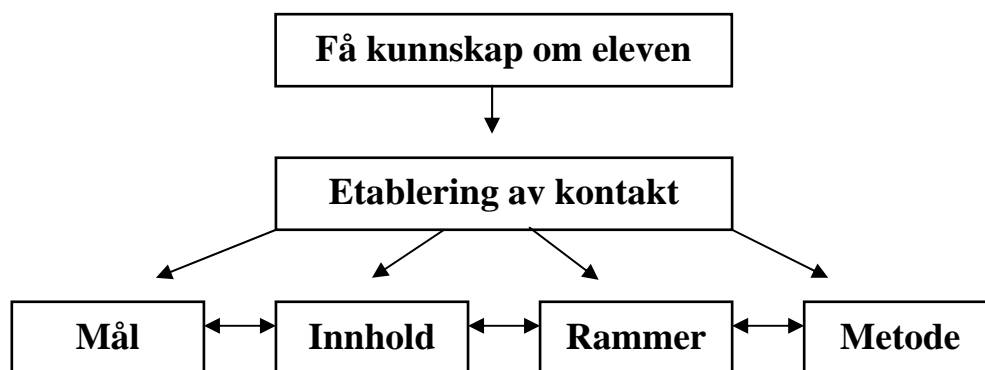 Få kunnskap om eleven
Etablering av kontakt
Mål Innhold Rammer Metode